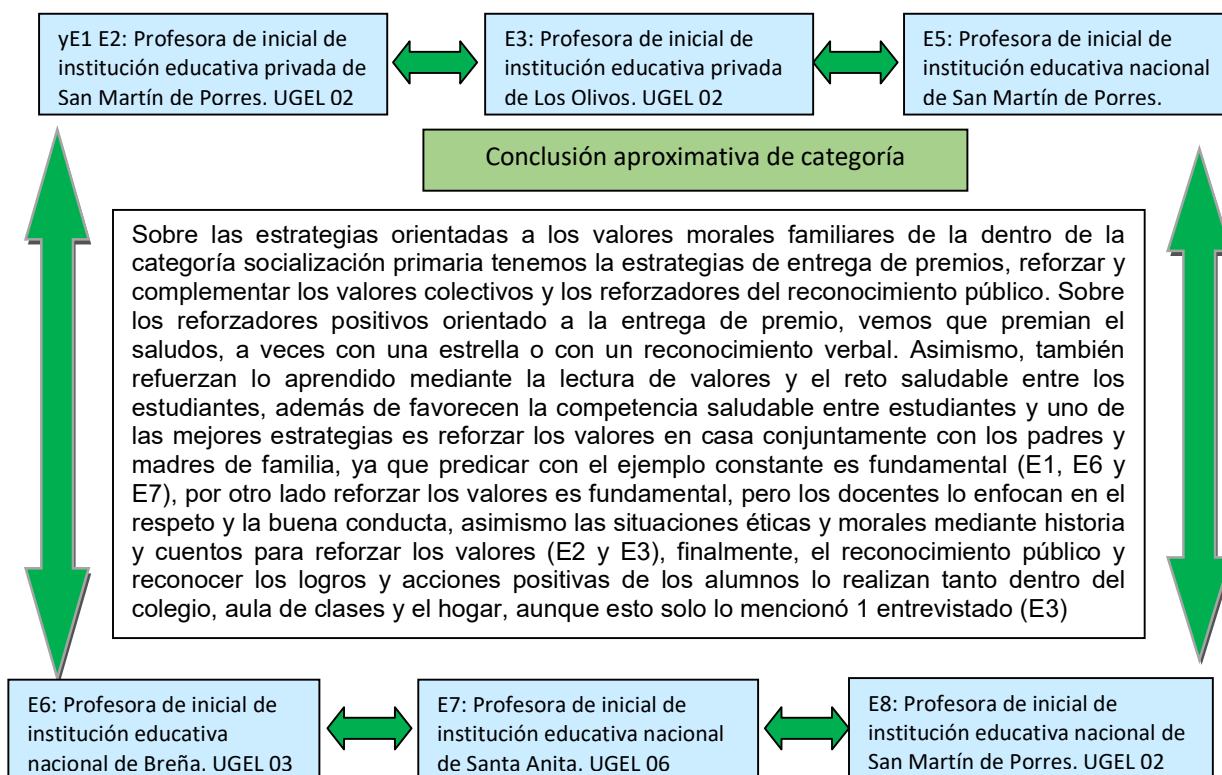 yE1 E2: Profesora de inicial de
institución educativa privada de
San Martín de Porres. UGEL 02
E3: Profesora de inicial de
institución educativa privada
de Los Olivos. UGEL 02
E5: Profesora de inicial de
institución educativa nacional
de San Martín de Porres.
Conclusión aproximativa de categoría
Sobre las estrategias orientadas a los valores morales familiares de la dentro de la
categoría socialización primaria tenemos la estrategias de entrega de premios, reforzar y
complementar los valores colectivos y los reforzadores del reconocimiento público. Sobre
los reforzadores positivos orientado a la entrega de premio, vemos que premian el
saludos, a veces con una estrella o con un reconocimiento verbal. Asimismo, también
refuerzan lo aprendido mediante la lectura de valores y el reto saludable entre los
estudiantes, además de favorecen la competencia saludable entre estudiantes y uno de
las mejores estrategias es reforzar los valores en casa conjuntamente con los padres y
madres de familia, ya que predicar con el ejemplo constante es fundamental (E1, E6 y
E7), por otro lado reforzar los valores es fundamental, pero los docentes lo enfocan en el
respeto y la buena conducta, asimismo las situaciones éticas y morales mediante historia
y cuentos para reforzar los valores (E2 y E3), finalmente, el reconocimiento público y
reconocer los logros y acciones positivas de los alumnos lo realizan tanto dentro del
colegio, aula de clases y el hogar, aunque esto solo lo mencionó 1 entrevistado (E3)
E6: Profesora de inicial de
institución educativa
nacional de Breña. UGEL 03
E7: Profesora de inicial de
institución educativa nacional
de Santa Anita. UGEL 06
E8: Profesora de inicial de
institución educativa nacional de
San Martín de Porres. UGEL 02